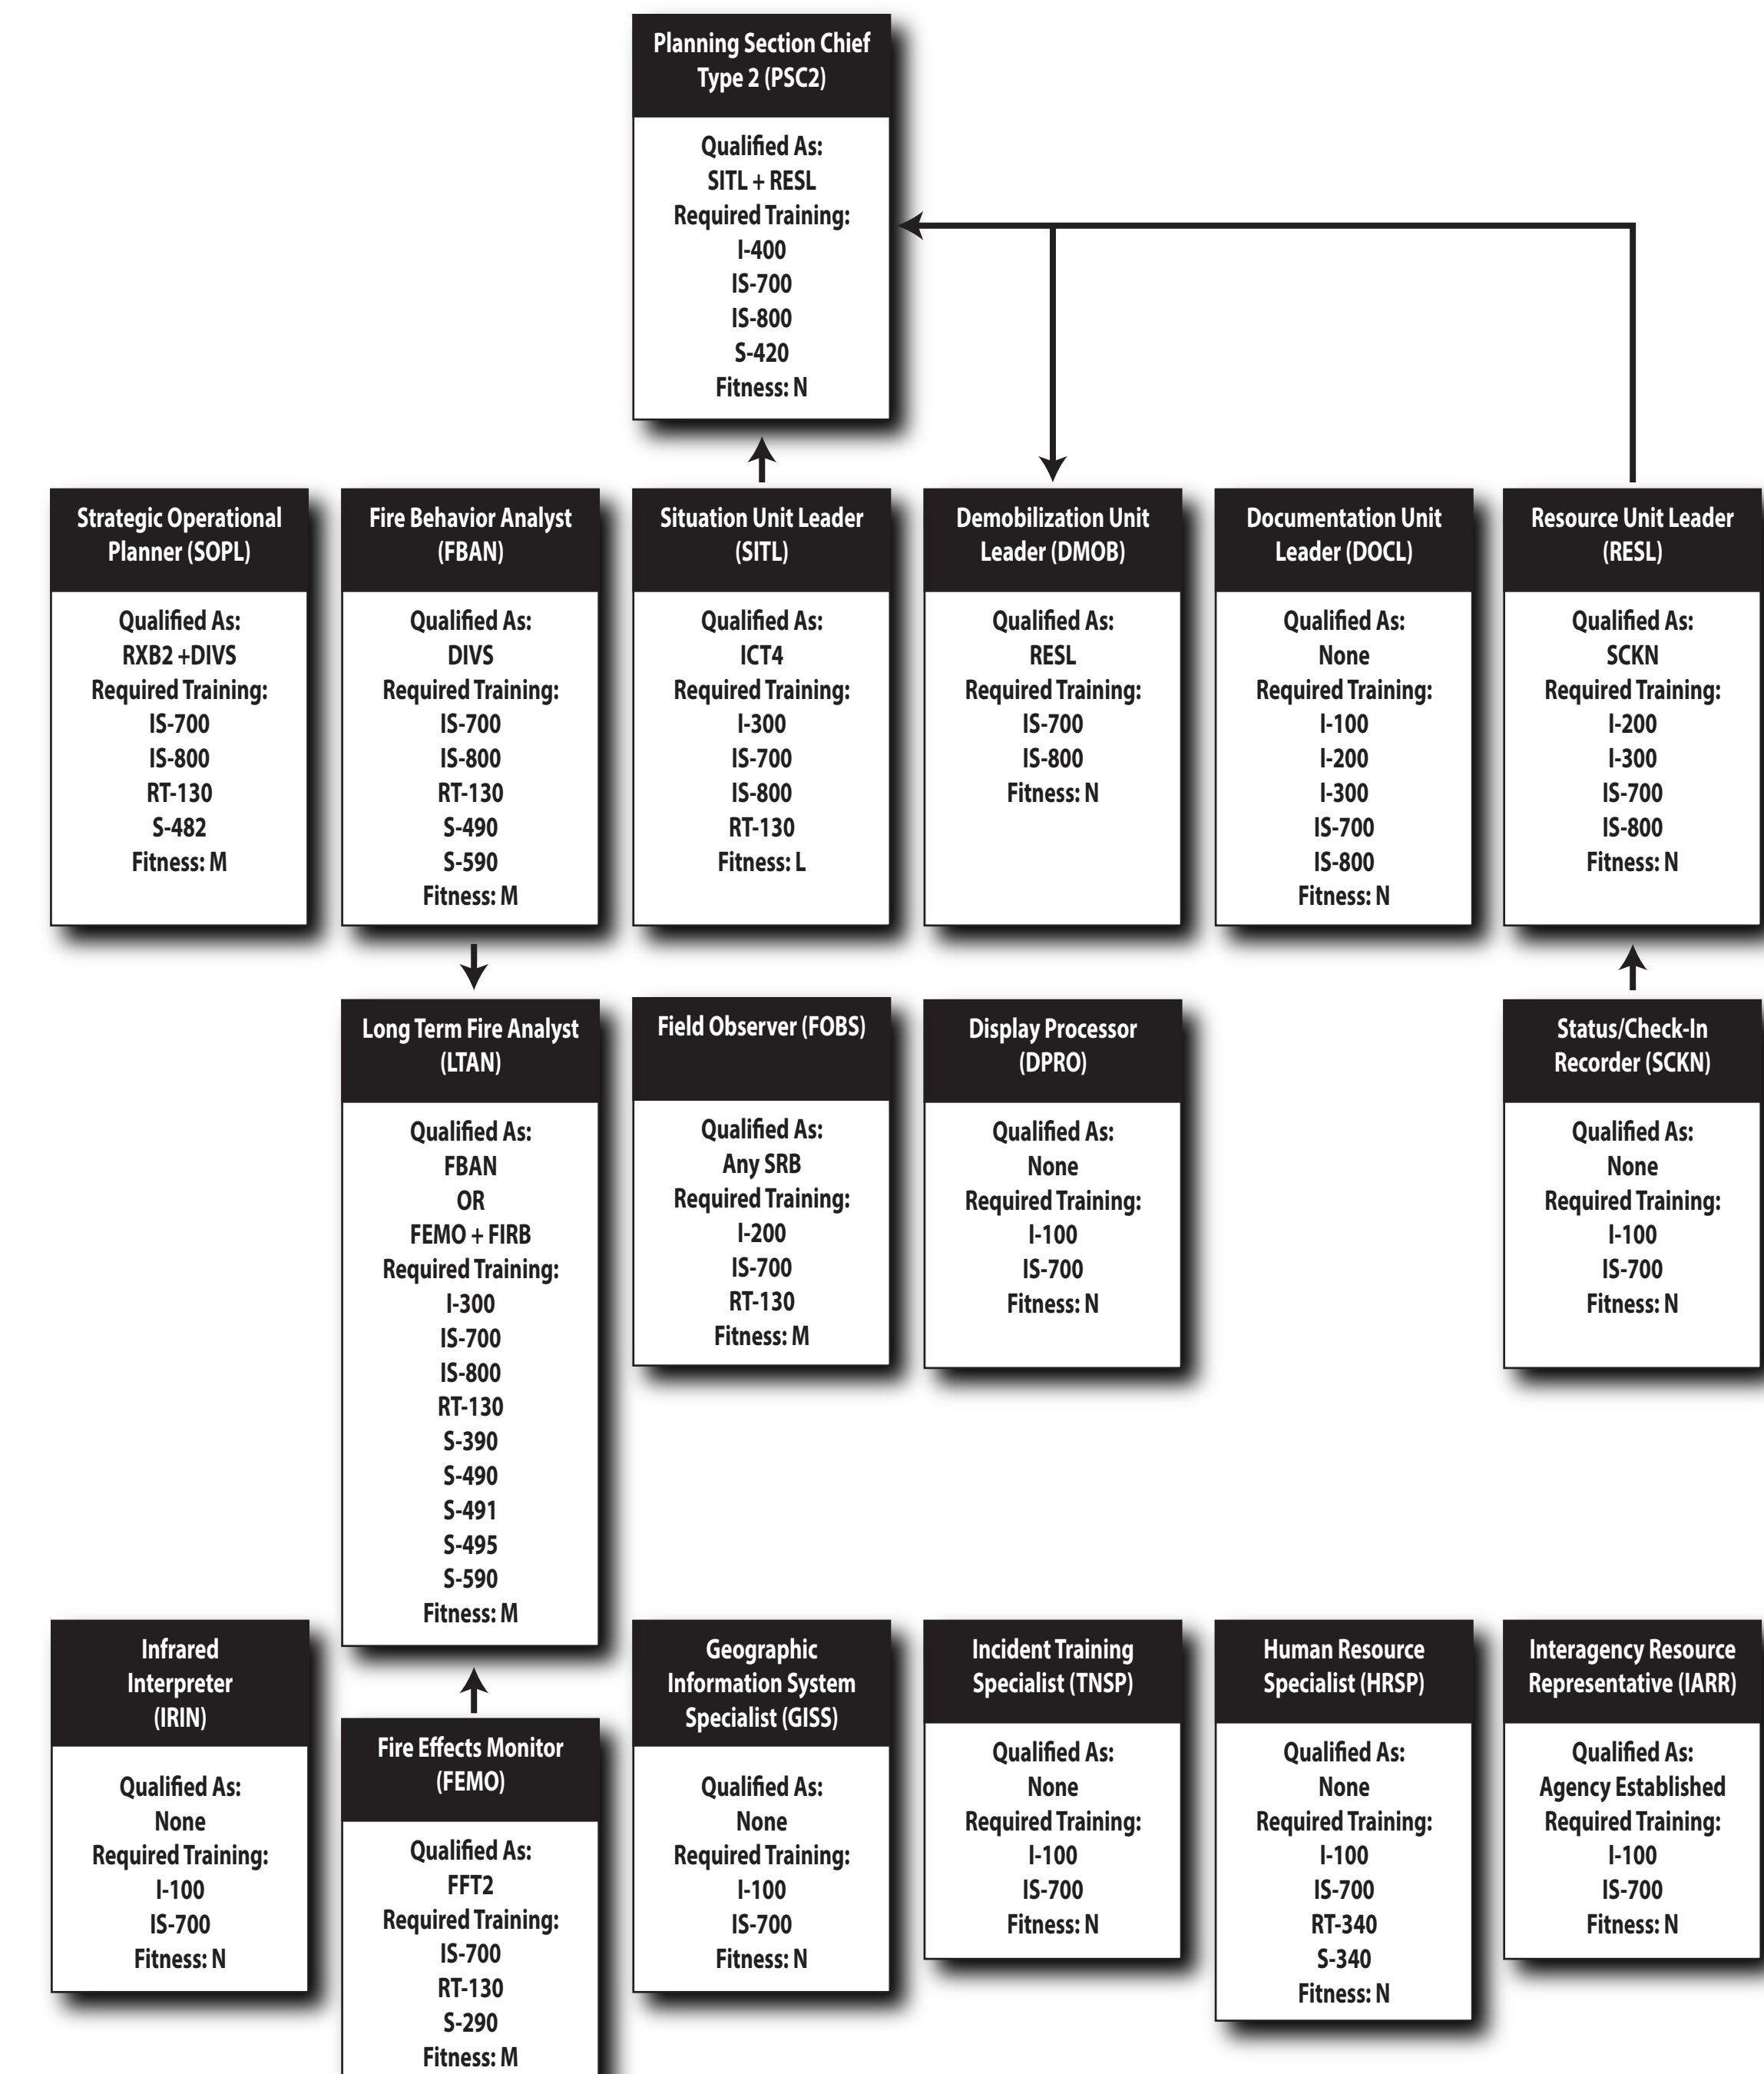 Planning Section Chief
Type 2 (PSC2)
Qualified As:
SITL + RESL
Required Training:
I-400
IS-700
IS-800
S-420
Fitness: N
Strategic Operational
Planner (SOPL)
Qualified As:
RXB2 +DIVS
Required Training:
IS-700
IS-800
RT-130
S-482
Fitness: M
Fire Behavior Analyst
(FBAN)
Qualified As:
DIVS
Required Training:
IS-700
IS-800
RT-130
S-490
S-590
Fitness: M
Situation Unit Leader
(SITL)
Qualified As:
ICT4
Required Training:
I-300
IS-700
IS-800
RT-130
Fitness: L
Demobilization Unit
Leader (DMOB)
Qualified As:
RESL
Required Training:
IS-700
IS-800
Fitness: N
Documentation Unit
Leader (DOCL)
Qualified As:
None
Required Training:
I-100
I-200
I-300
IS-700
IS-800
Fitness: N
Resource Unit Leader
(RESL)
Qualified As:
SCKN
Required Training:
I-200
I-300
IS-700
IS-800
Fitness: N
Long Term Fire Analyst
(LTAN)
Qualified As:
FBAN
OR
FEMO + FIRB
Required Training:
I-300
IS-700
IS-800
RT-130
S-390
S-490
S-491
S-495
S-590
Fitness: M
Field Observer (FOBS)
Qualified As:
Any SRB
Required Training:
I-200
IS-700
RT-130
Fitness: M
Display Processor
(DPRO)
Qualified As:
None
Required Training:
I-100
IS-700
Fitness: N
Status/Check-In
Recorder (SCKN)
Qualified As:
None
Required Training:
I-100
IS-700
Fitness: N
Infrared
Interpreter
(IRIN)
Qualified As:
None
Required Training:
I-100
IS-700
Fitness: N
Fire Effects Monitor
(FEMO)
Qualified As:
FFT2
Required Training:
IS-700
RT-130
S-290
Fitness: M
Geographic
Information System
Specialist (GISS)
Qualified As:
None
Required Training:
I-100
IS-700
Fitness: N
Incident Training
Specialist (TNSP)
Qualified As:
None
Required Training:
I-100
IS-700
Fitness: N
Human Resource
Specialist (HRSP)
Qualified As:
None
Required Training:
I-100
IS-700
RT-340
S-340
Fitness: N
Interagency Resource
Representative (IARR)
Qualified As:
Agency Established
Required Training:
I-100
IS-700
Fitness: N